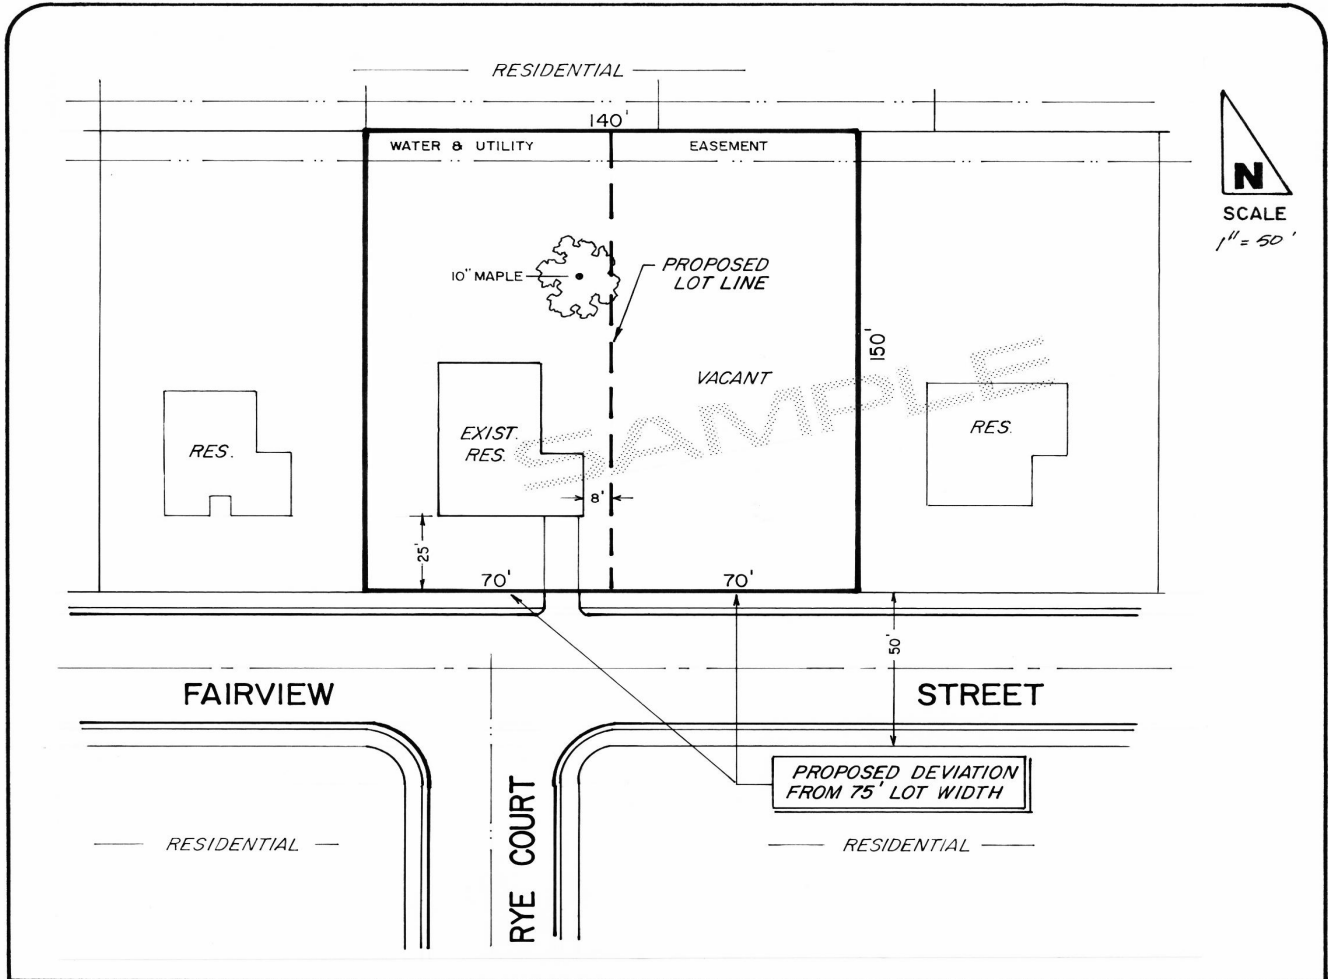 RESIDENTIAL
140'
WATER & UTILITY
EASEMENT
N
SCALE
1" = 50'
10" MAPLE
PROPOSED
LOT LINE
150'
VACANT
SAMPLE
RES.
EXIST.
RES.
RES.
8'
25'
70'
70'
50'
FAIRVIEW
STREET
PROPOSED DEVIATION
FROM 75' LOT WIDTH
RYE COURT
RESIDENTIAL
RESIDENTIAL